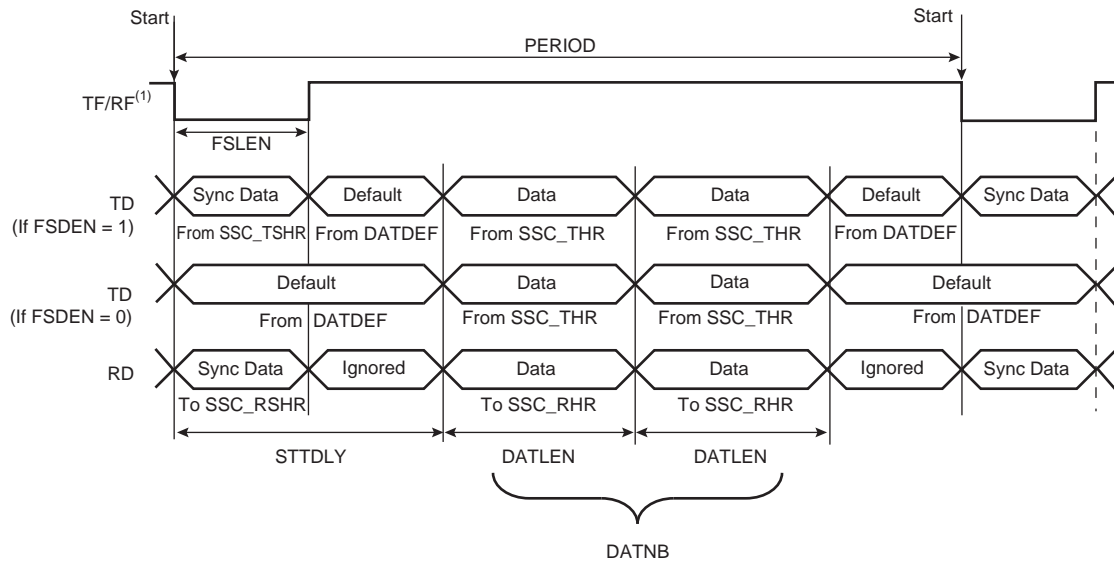 Start
Start
PERIOD
TF/RF(1)
FSLEN
TD
(If FSDEN = 1)
Sync Data
Default
Data
Data
Default
Sync Data
From SSC_TSHR
From DATDEF
From SSC_THR
From SSC_THR
From DATDEF
TD
(If FSDEN = 0)
Default
Data
Data
Default
From DATDEF
From SSC_THR
From SSC_THR
From DATDEF
RD
Sync Data
Ignored
Data
Data
Ignored
Sync Data
To SSC_RSHR
To SSC_RHR
To SSC_RHR
STTDLY
DATLEN
DATLEN
DATNB